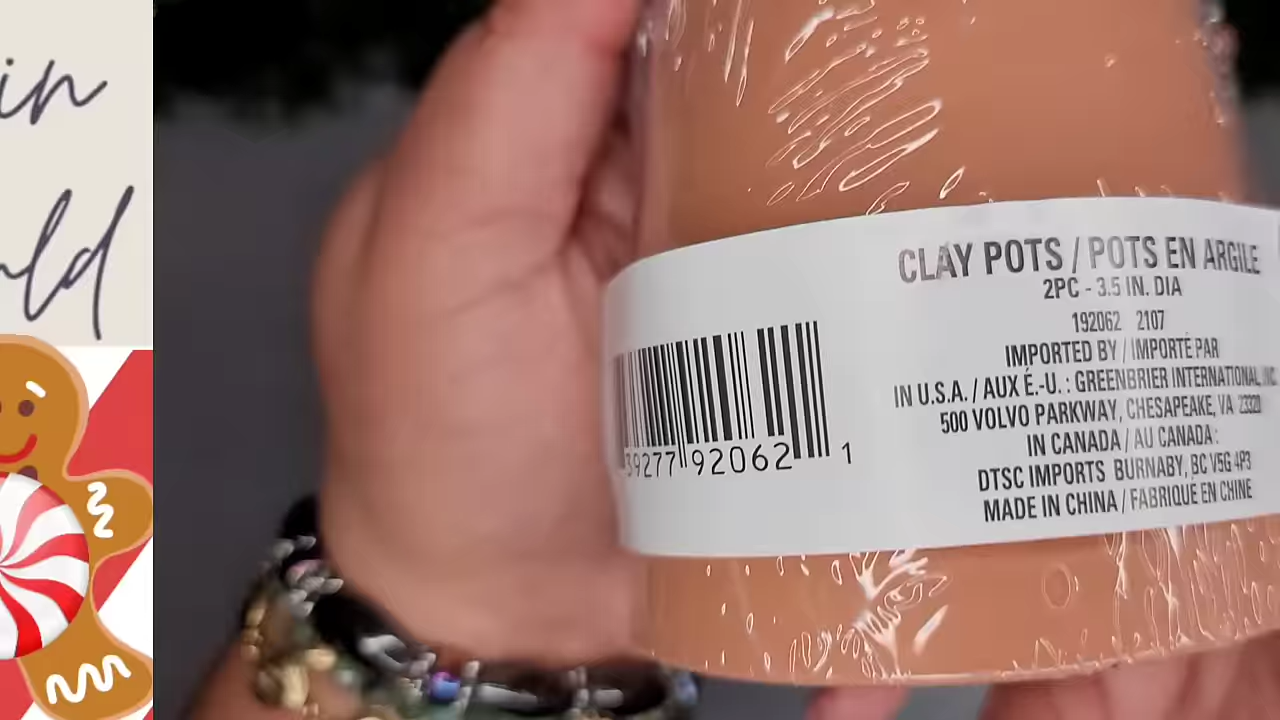 in
ld
CLAY POTS / POTS EN ARGILE
2PC - 3.5 IN. DIA
192062 2107
IMPORTED BY / IMPORTÉ PAR
IN U.S.A. / AUX É.-U. : GREENBRIER INTERNATIONAL, INC
500 VOLVO PARKWAY, CHESAPEAKE, VA 23320
IN CANADA / AU CANADA :
DTSC IMPORTS BURNABY, BC V5G 4P3
MADE IN CHINA / FABRIQUÉ EN CHINE
39277 92062 1